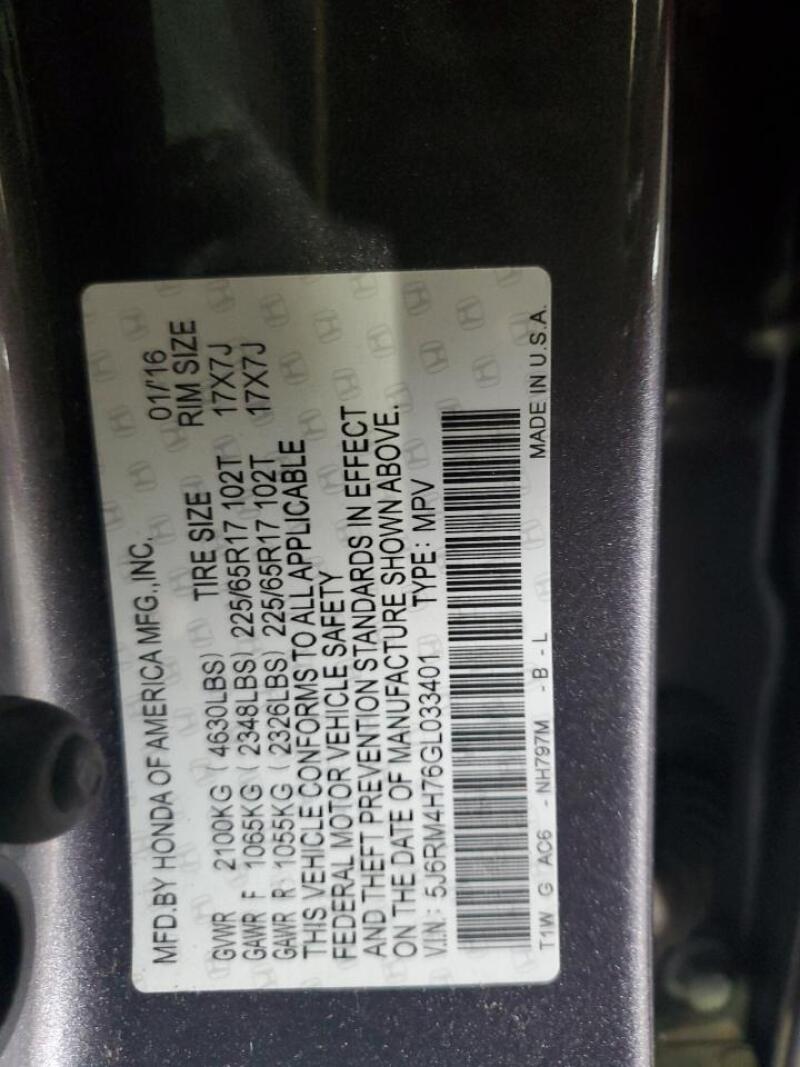 MFD.BY HONDA OF AMERICA MFG.,INC. 01/'16
TIRE SIZE RIM SIZE
GVWR 2100KG ( 4630LBS)
GAWR F 1065KG ( 2348LBS) 225/65R17 102T 17X7J
GAWR R 1055KG ( 2326LBS) 225/65R17 102T 17X7J
THIS VEHICLE CONFORMS TO ALL APPLICABLE
FEDERAL MOTOR VEHICLE SAFETY
AND THEFT PREVENTION STANDARDS IN EFFECT
ON THE DATE OF MANUFACTURE SHOWN ABOVE.
V.I.N.: 5J6RM4H76GL033401 TYPE: MPV
T1W G AC6 -NH797M -B-L MADE IN U.S.A.